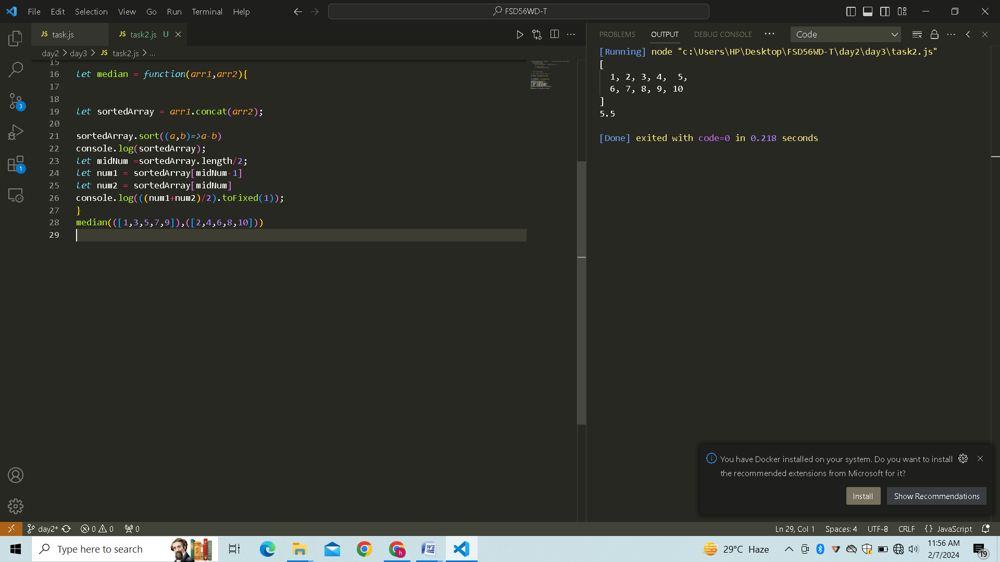 File Edit Selection View Go Run Terminal Help
FSD56WD-T
JS task.js
JS task2.js U
day2 > day3 > JS task2.js > ...
15
16 let median = function(arr1,arr2){
17
18
19 let sortedArray = arr1.concat(arr2);
20
21 sortedArray.sort((a,b)=>a-b)
22 console.log(sortedArray);
23 let midNum =sortedArray.length/2;
24 let num1 = sortedArray[midNum-1]
25 let num2 = sortedArray[midNum]
26 console.log(((num1+num2)/2).toFixed(1));
27 }
28 median(([1,3,5,7,9]),([2,4,6,8,10]))
29
PROBLEMS OUTPUT DEBUG CONSOLE ... Code
[Running] node "c:\Users\HP\Desktop\FSD56WD-T\day2\day3\task2.js"
[
1, 2, 3, 4, 5,
6, 7, 8, 9, 10
]
5.5
[Done] exited with code=0 in 0.218 seconds
3
1
You have Docker installed on your system. Do you want to install
the recommended extensions from Microsoft for it?
Install
Show Recommendations
day2* 0 0 0
Ln 29, Col 1 Spaces: 4 UTF-8 CRLF {} JavaScript
Type here to search
29°C Haze
11:56 AM
2/7/2024
19